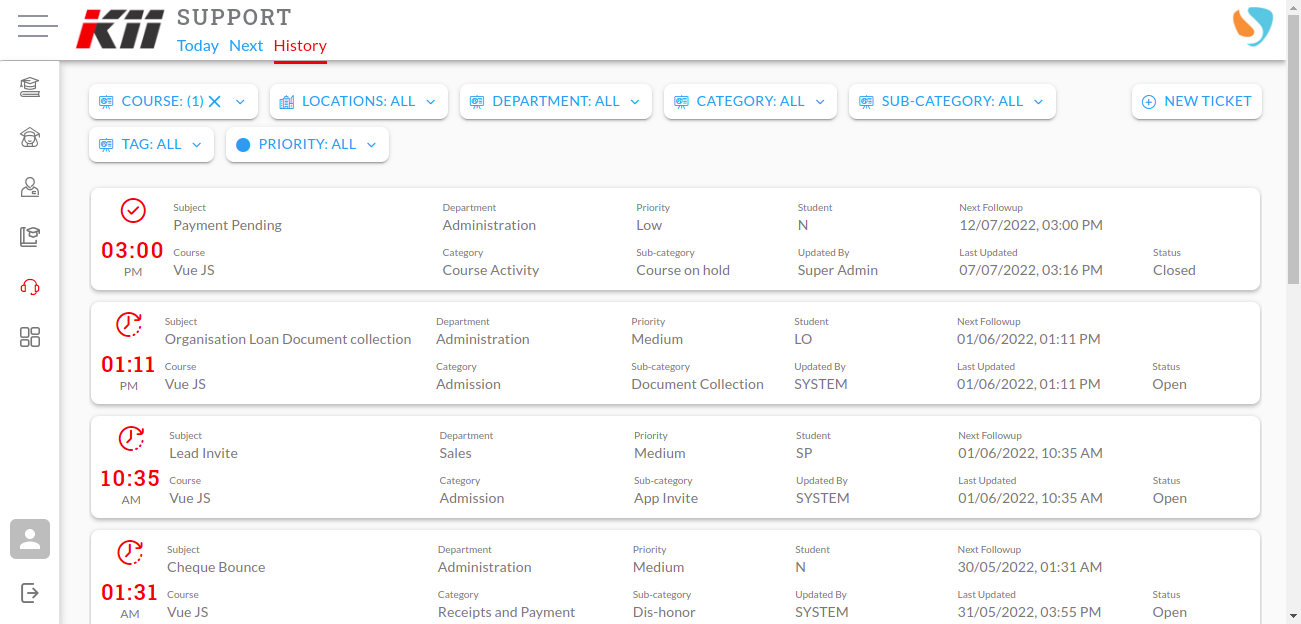 KII
SUPPORT
Today Next History
COURSE: (1) LOCATIONS: ALL DEPARTMENT: ALL CATEGORY: ALL SUB-CATEGORY: ALL NEW TICKET
TAG: ALL PRIORITY: ALL
Subject Department Priority Student Next Followup
Payment Pending Administration Low N 12/07/2022, 03:00 PM
03:00 Course Category Sub-category Updated By Last Updated Status
PM Vue JS Course Activity Course on hold Super Admin 07/07/2022, 03:16 PM Closed
Subject Department Priority Student Next Followup
Organisation Loan Document collection Administration Medium LO 01/06/2022, 01:11 PM
01:11 Course Category Sub-category Updated By Last Updated Status
PM Vue JS Admission Document Collection SYSTEM 01/06/2022, 01:11 PM Open
Subject Department Priority Student Next Followup
Lead Invite Sales Medium SP 01/06/2022, 10:35 AM
10:35 Course Category Sub-category Updated By Last Updated Status
AM Vue JS Admission App Invite SYSTEM 01/06/2022, 10:35 AM Open
Subject Department Priority Student Next Followup
Cheque Bounce Administration Medium N 30/05/2022, 01:31 AM
01:31 Course Category Sub-category Updated By Last Updated Status
AM Vue JS Receipts and Payment Dis-honor SYSTEM 31/05/2022, 03:55 PM Open